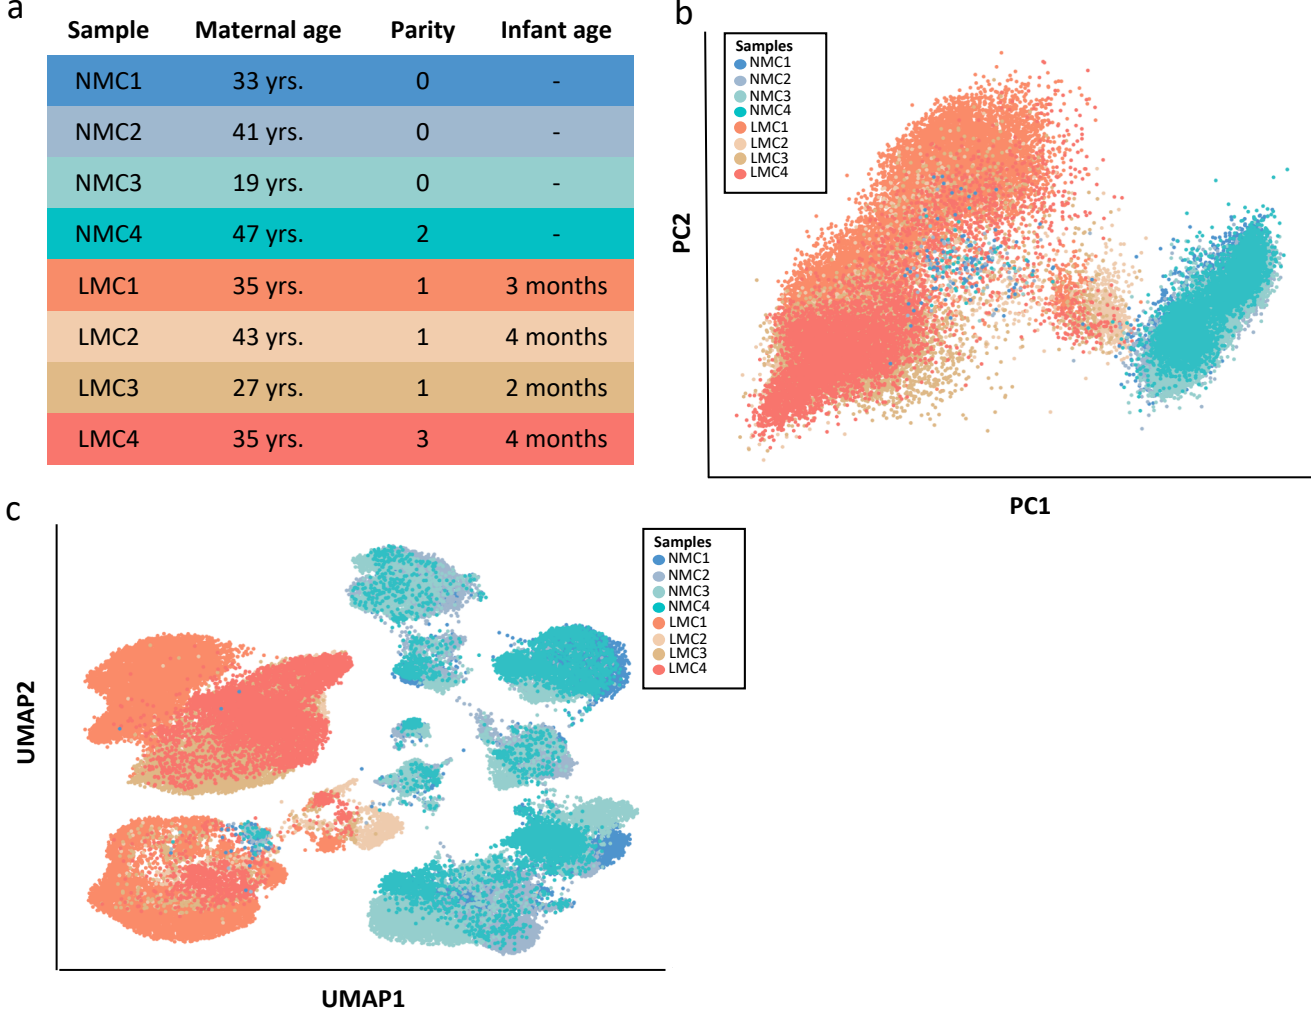 a
Sample Maternal age Parity Infant age
NMC1 33 yrs. 0 -
NMC2 41 yrs. 0 -
NMC3 19 yrs. 0 -
NMC4 47 yrs. 2 -
LMC1 35 yrs. 1 3 months
LMC2 43 yrs. 1 4 months
LMC3 27 yrs. 1 2 months
LMC4 35 yrs. 3 4 months
b
Samples
NMC1
NMC2
NMC3
NMC4
LMC1
LMC2
LMC3
LMC4
PC2
PC1
c
Samples
NMC1
NMC2
NMC3
NMC4
LMC1
LMC2
LMC3
LMC4
UMAP2
UMAP1